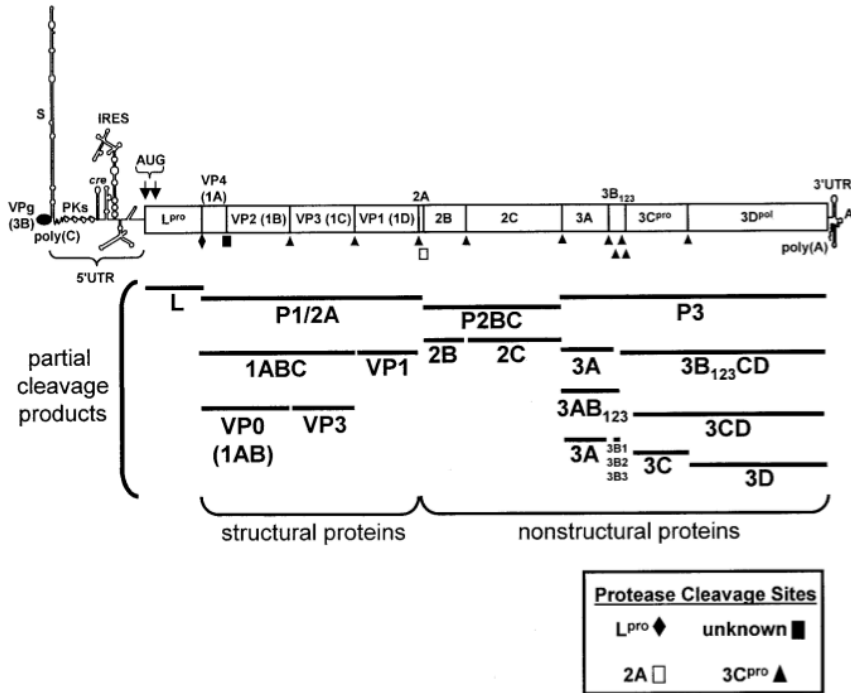 S
IRES
AUG
cre
VP4
(1A)
2A
3B₁₂₃
3'UTR
VPg
(3B)
PKs
poly(C)
Lᵖʳᵒ
VP2 (1B)
VP3 (1C)
VP1 (1D)
2B
2C
3A
3Cᵖʳᵒ
3Dᵖᵒˡ
A
poly(A)
5'UTR
L
P1/2A
P2BC
P3
partial
cleavage
products
1ABC
VP1
2B
2C
3A
3B₁₂₃CD
3AB₁₂₃
3CD
VP0
(1AB)
VP3
3A
3B1
3B2
3B3
3C
3D
structural proteins
nonstructural proteins
Protease Cleavage Sites
Lᵖʳᵒ ♦ unknown ■
2A □ 3Cᵖʳᵒ ▲